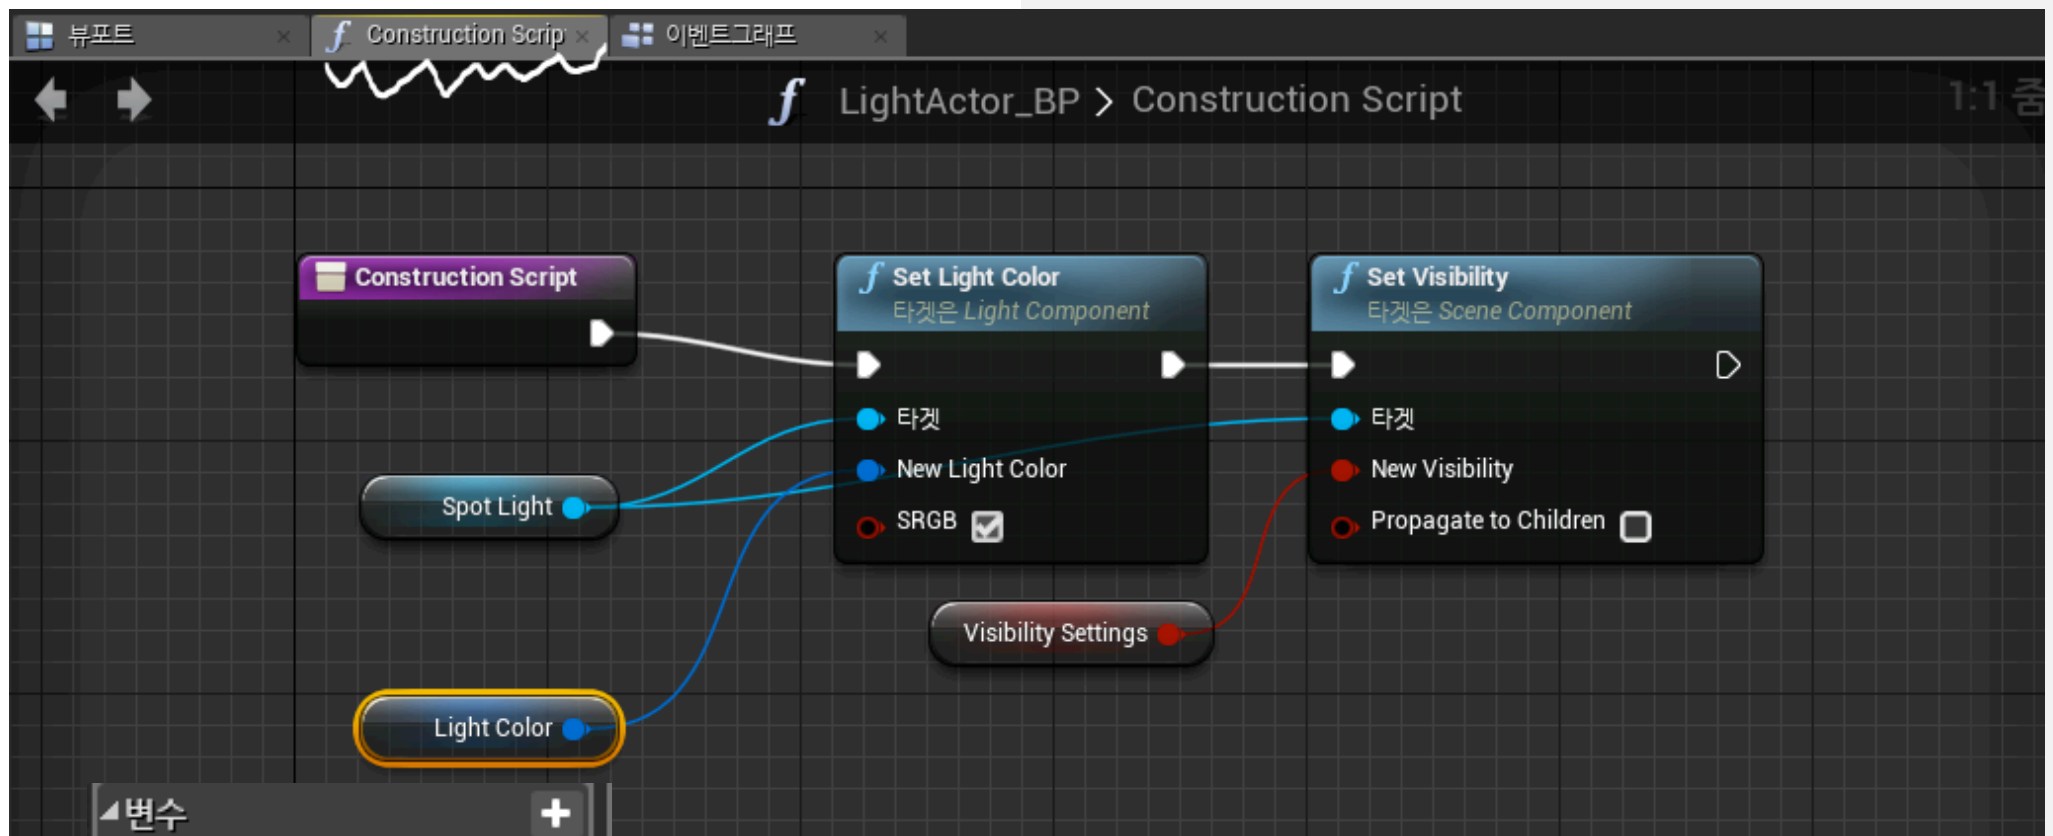 뷰포트
Construction Scrip
이벤트그래프
LightActor_BP > Construction Script
1:1 줌
Construction Script
Set Light Color
타겟은 Light Component
타겟
New Light Color
SRGB
Set Visibility
타겟은 Scene Component
타겟
New Visibility
Propagate to Children
Spot Light
Visibility Settings
Light Color
변수